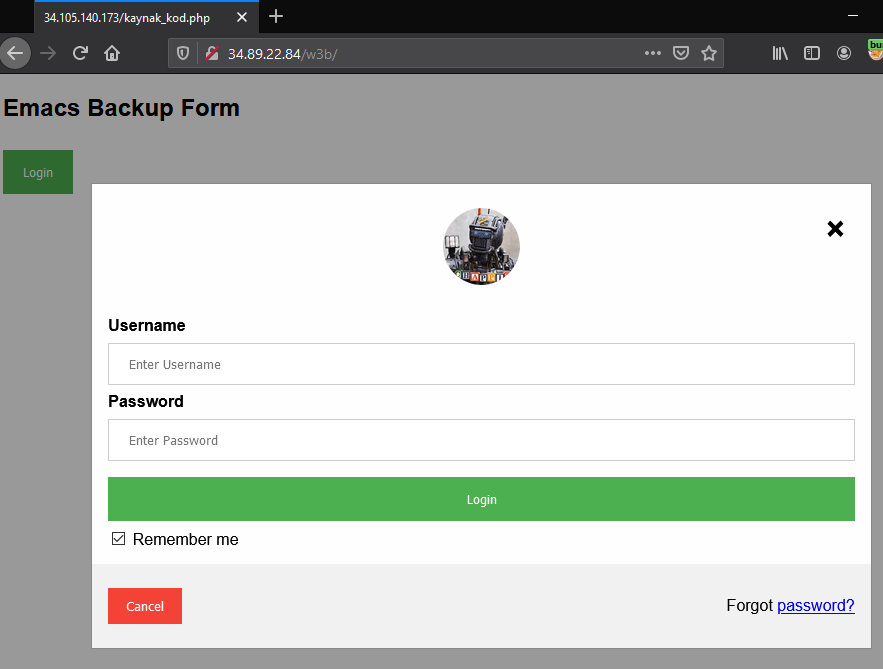 34.105.140.173/kaynak_kod.php
34.89.22.84/w3b/
Emacs Backup Form
Login
Username
Enter Username
Password
Enter Password
Login
Remember me
Cancel
Forgot password?